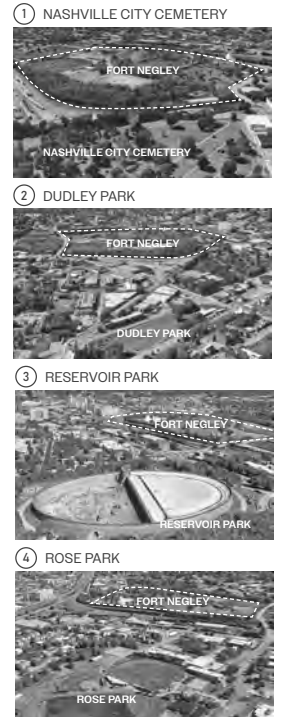 1 NASHVILLE CITY CEMETERY
FORT NEGLEY
NASHVILLE CITY CEMETERY
2 DUDLEY PARK
FORT NEGLEY
DUDLEY PARK
3 RESERVOIR PARK
FORT NEGLEY
RESERVOIR PARK
4 ROSE PARK
FORT NEGLEY
ROSE PARK